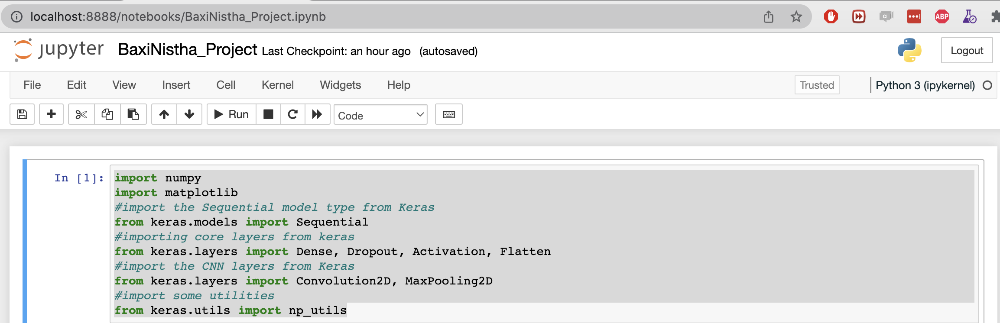 localhost:8888/notebooks/BaxiNistha_Project.ipynb
a
ABP
jupyter BaxiNistha_Project Last Checkpoint: an hour ago (autosaved)
Logout
File Edit View Insert Cell Kernel Widgets Help Trusted Python 3 (ipykernel)
Run Code
In [1]: import numpy
import matplotlib
#import the Sequential model type from Keras
from keras.models import Sequential
#importing core layers from keras
from keras.layers import Dense, Dropout, Activation, Flatten
#import the CNN layers from Keras
from keras.layers import Convolution2D, MaxPooling2D
#import some utilities
from keras.utils import np_utils